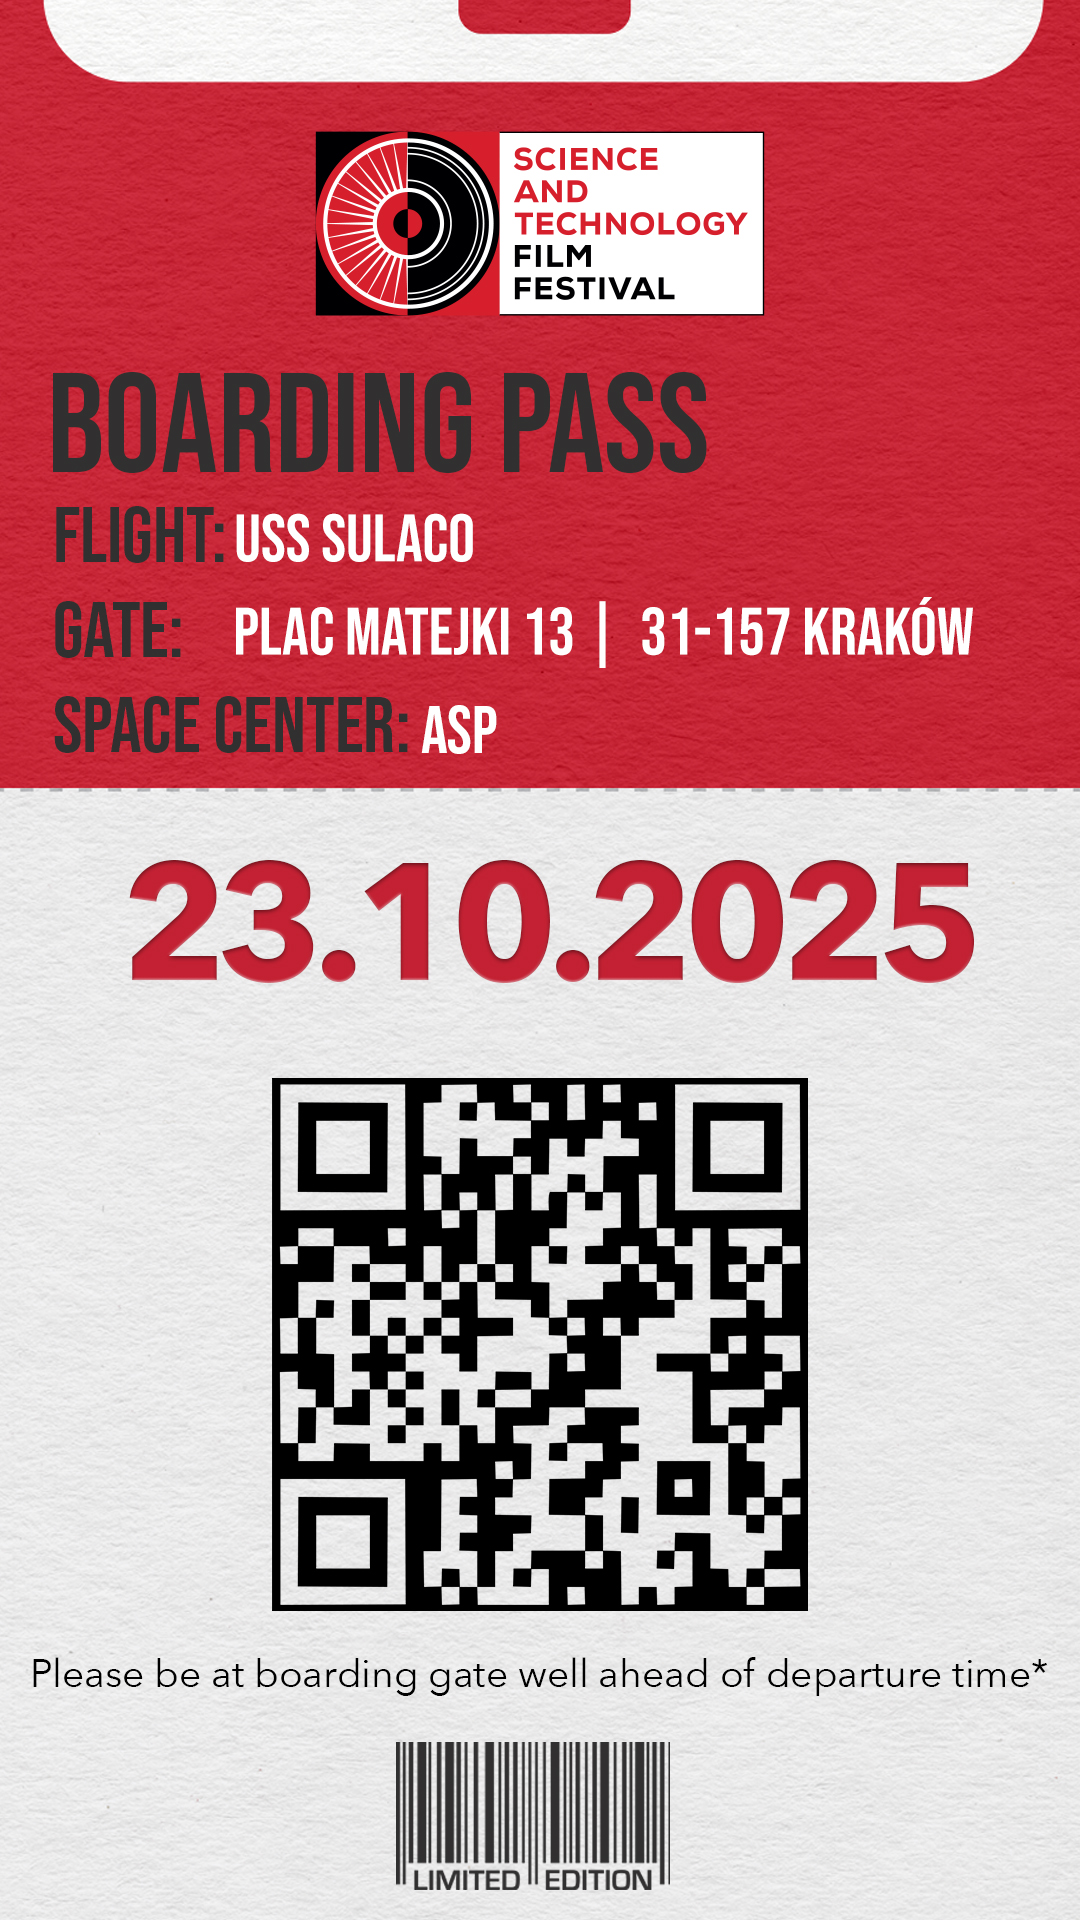 SCIENCE
AND
TECHNOLOGY
FILM
FESTIVAL
BOARDING PASS
FLIGHT: USS SULACO
GATE: PLAC MATEJKI 13 | 31-157 KRAKÓW
SPACE CENTER: ASP
23.10.2025
Please be at boarding gate well ahead of departure time*
LIMITED EDITION